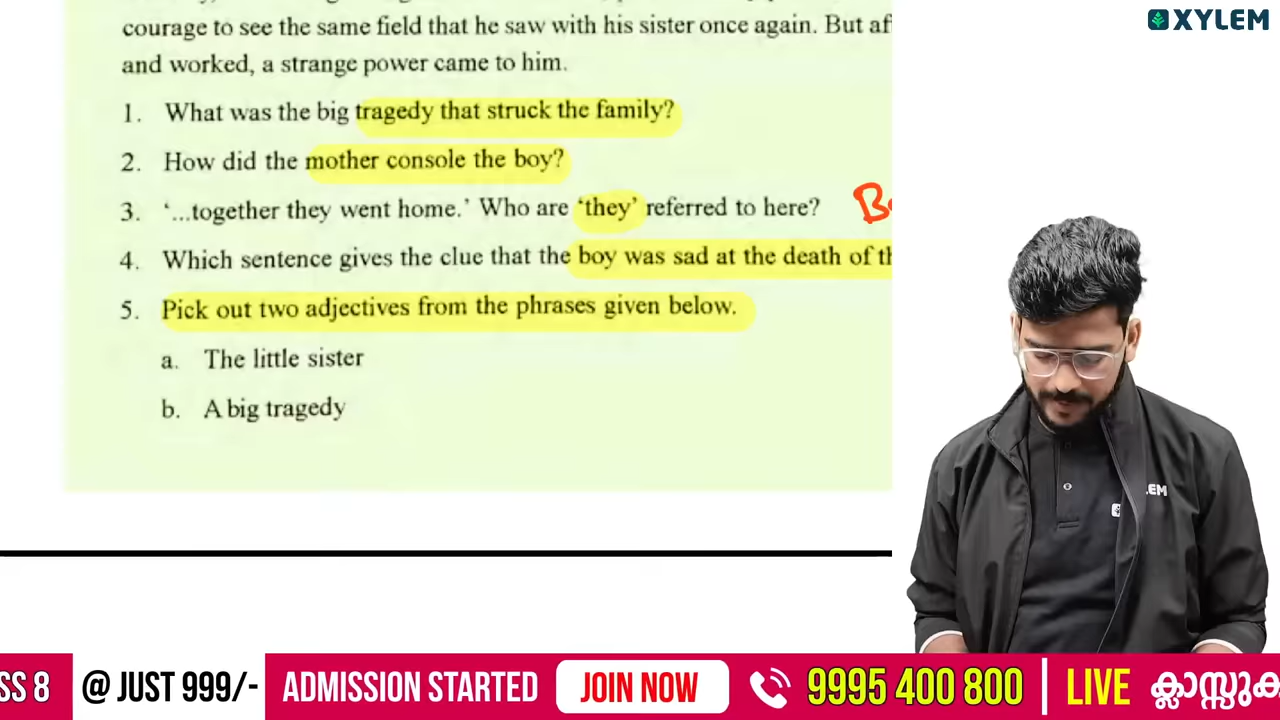 XYLEM
courage to see the same field that he saw with his sister once again. But
and worked, a strange power came to him.
1. What was the big tragedy that struck the family?
2. How did the mother console the boy?
3. ‘...together they went home.’ Who are ‘they’ referred to here?
4. Which sentence gives the clue that the boy was sad at the death of
5. Pick out two adjectives from the phrases given below.
a. The little sister
b. A big tragedy
SS 8 @ JUST 999/- ADMISSION STARTED JOIN NOW 9995 400 800 LIVE ക്ലാസ്സുക